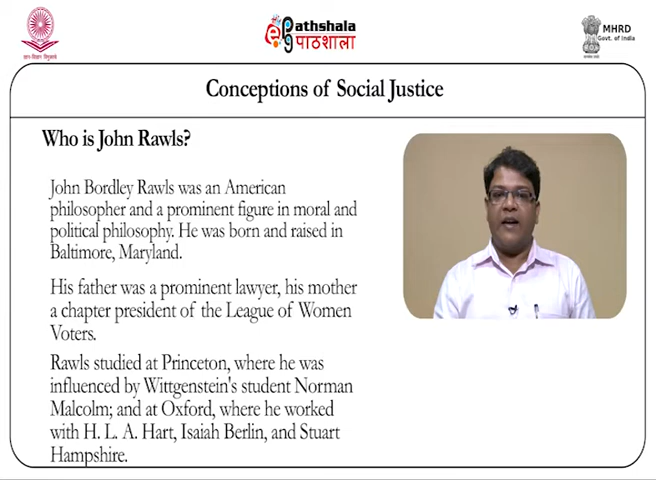 Pathshala
पाठशाला
MHRD
Govt. of India
Conceptions of Social Justice
Who is John Rawls?
John Bordley Rawls was an American
philosopher and a prominent figure in moral and
political philosophy. He was born and raised in
Baltimore, Maryland.
His father was a prominent lawyer, his mother
a chapter president of the League of Women
Voters.
Rawls studied at Princeton, where he was
influenced by Wittgenstein's student Norman
Malcolm; and at Oxford, where he worked
with H. L. A. Hart, Isaiah Berlin, and Stuart
Hampshire.